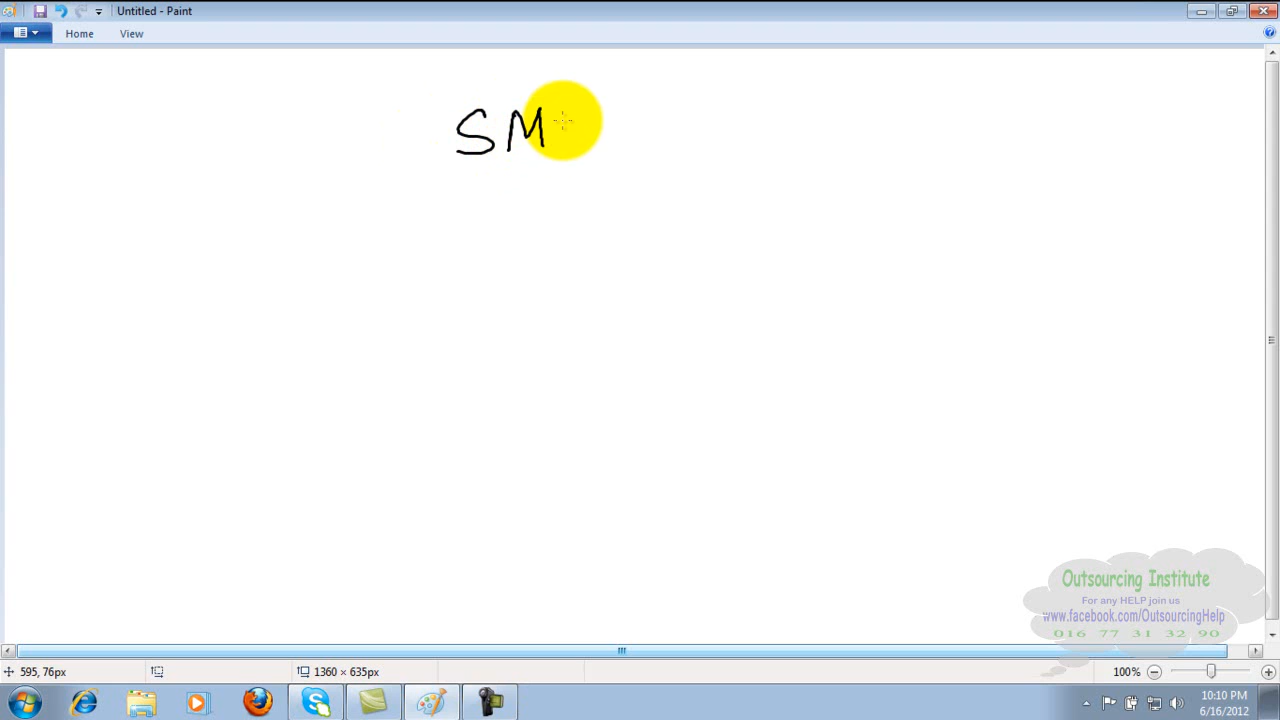 Untitled - Paint
Home View
SM
Outsourcing Institute
For any HELP join us
www.facebook.com/OutsourcingHelp
016 77 31 32 90
595, 76px
1360 × 635px
100%
10:10 PM
6/16/2012